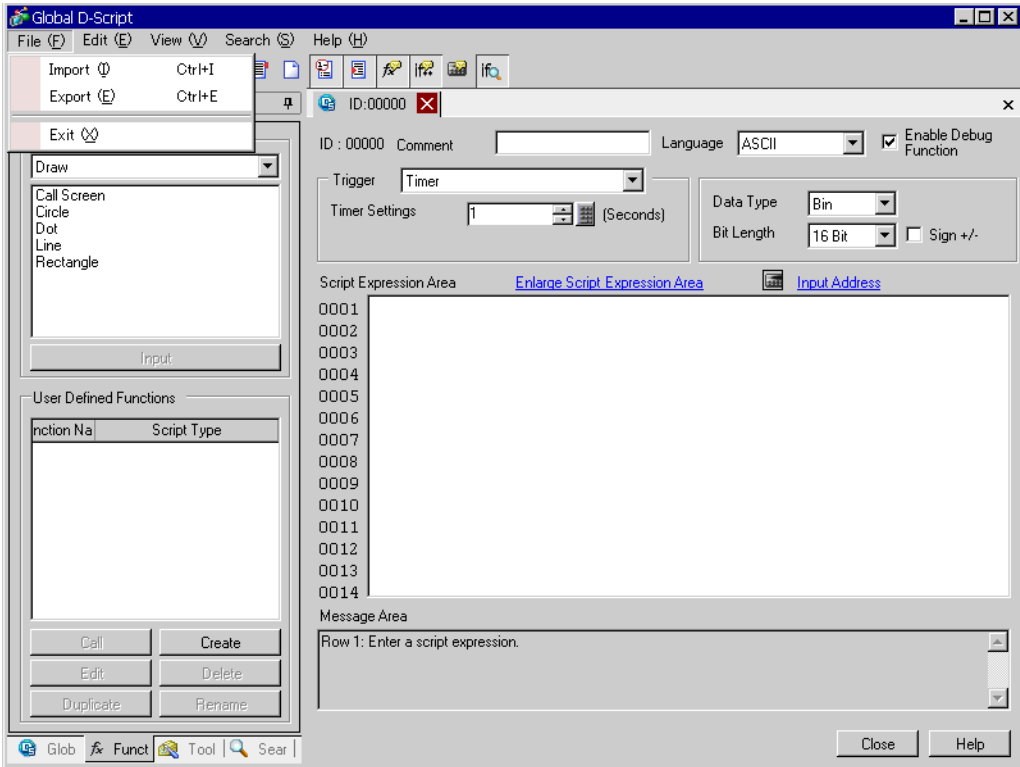 Global D-Script
File (F) Edit (E) View (V) Search (S) Help (H)
Import (I) Ctrl+I
Export (E) Ctrl+E
Exit (X)
ID:00000
ID : 00000 Comment Language ASCII Enable Debug Function
Draw
Call Screen
Circle
Dot
Line
Rectangle
Input
Trigger Timer
Timer Settings 1 (Seconds)
Data Type Bin
Bit Length 16 Bit Sign +/-
Script Expression Area Enlarge Script Expression Area Input Address
0001
0002
0003
0004
0005
0006
0007
0008
0009
0010
0011
0012
0013
0014
User Defined Functions
nction Na Script Type
Call Create
Edit Delete
Duplicate Rename
Message Area
Row 1: Enter a script expression.
Glob fx Funct Tool Sear
Close Help